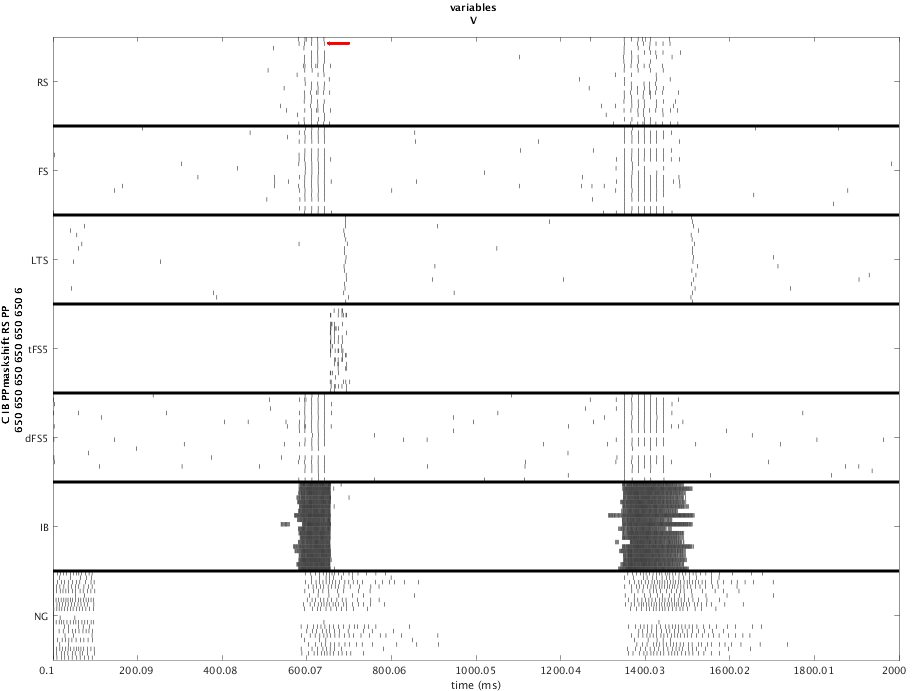 variables
V
C IB PPmaskshift RS PP
650 650 650 650 650 650 650 6
RS
FS
LTS
tFS5
dFS5
IB
NG
0.1 200.09 400.08 600.07 800.06 1000.05 1200.04 1400.03 1600.02 1800.01 2000
time (ms)